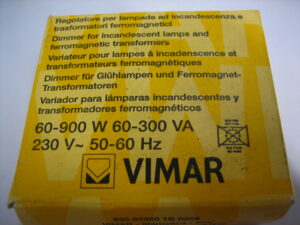 Regolatore per lampade ad incandescenza e
trasformatori ferromagnetici
Dimmer for incandescent lamps and
ferromagnetic transformers
Variateur pour lampes à incadenscence et
transformateurs ferromagnétiques
Dimmer für Glühlampen und Ferromagnet-
Transformatoren
Variador para lámparas incandescentes y
transformadores ferromagnéticos
60-900 W 60-300 VA
230 V~ 50-60 Hz
VIMAR